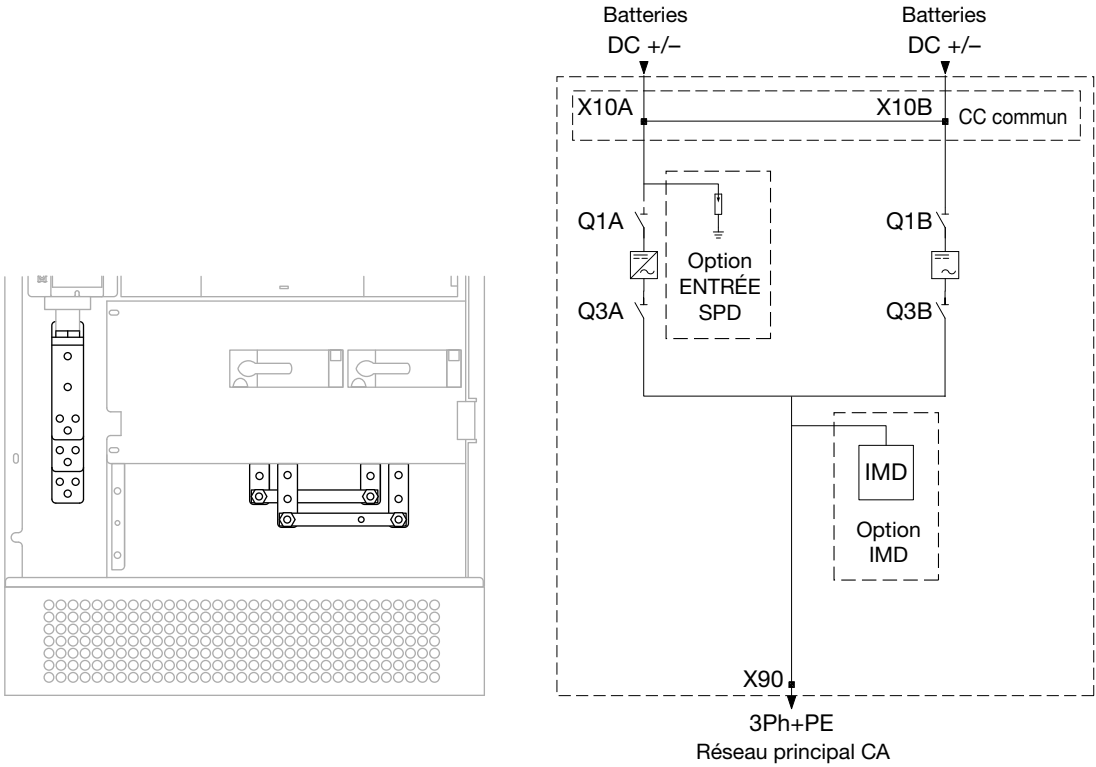 Batteries
DC +/–
Batteries
DC +/–
X10A
X10B
CC commun
Q1A
Q1B
Option
ENTRÉE
SPD
Q3A
Q3B
IMD
Option
IMD
X90
3Ph+PE
Réseau principal CA